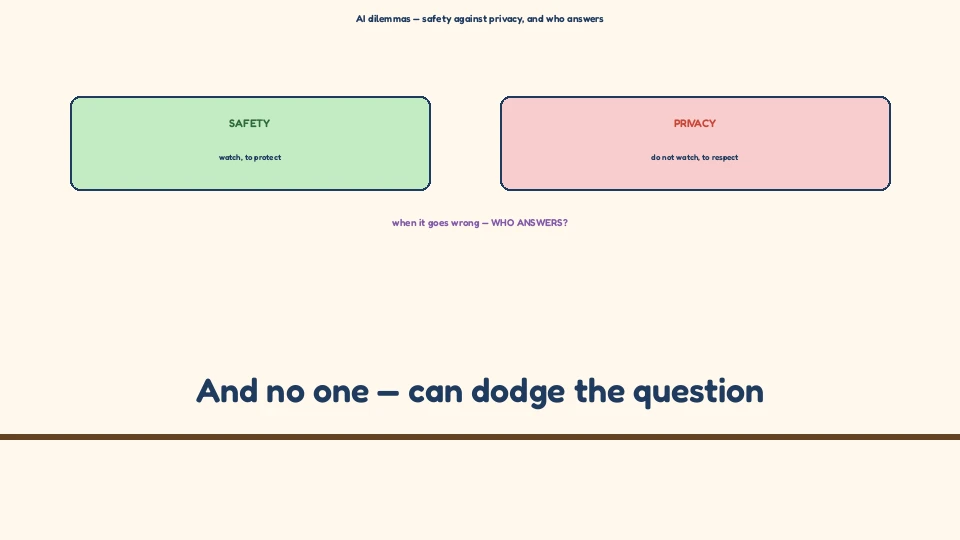 AI dilemmas — safety against privacy, and who answers
SAFETY
watch, to protect
PRIVACY
do not watch, to respect
when it goes wrong — WHO ANSWERS?
And no one — can dodge the question